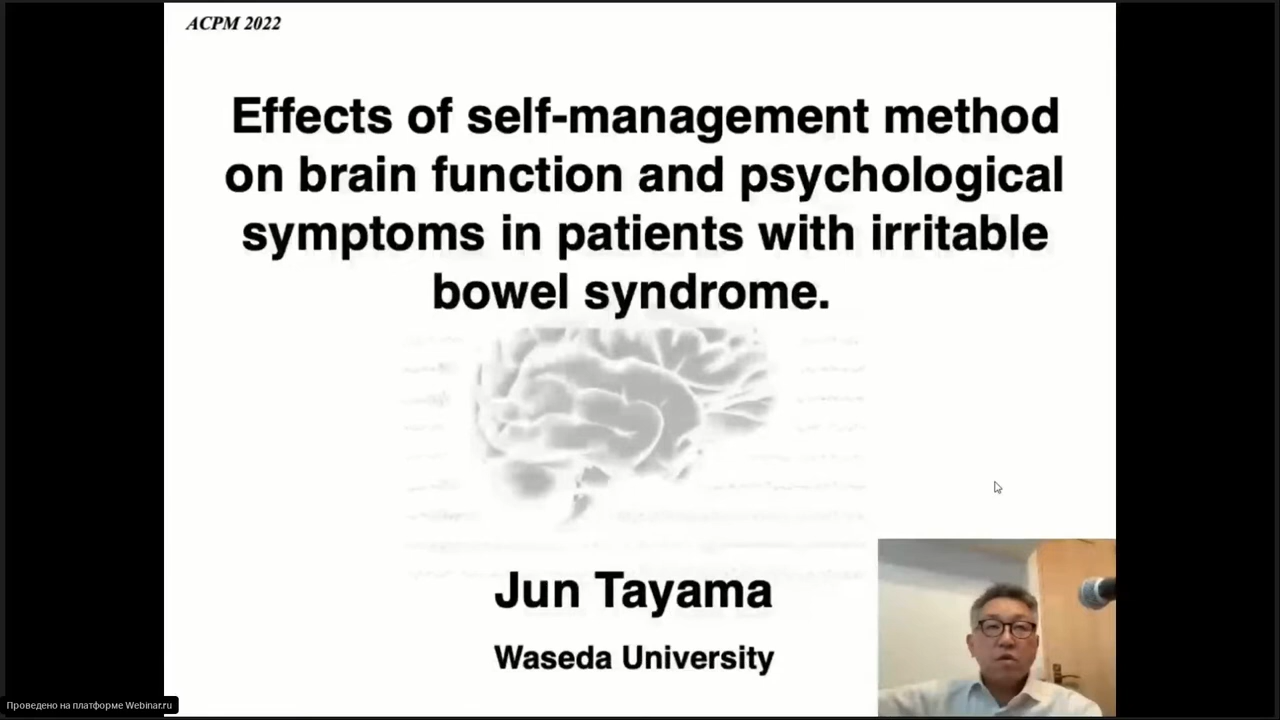 ACPM 2022
Effects of self-management method
on brain function and psychological
symptoms in patients with irritable
bowel syndrome.
Jun Tayama
Waseda University
Проведено на платформе Webinar.ru